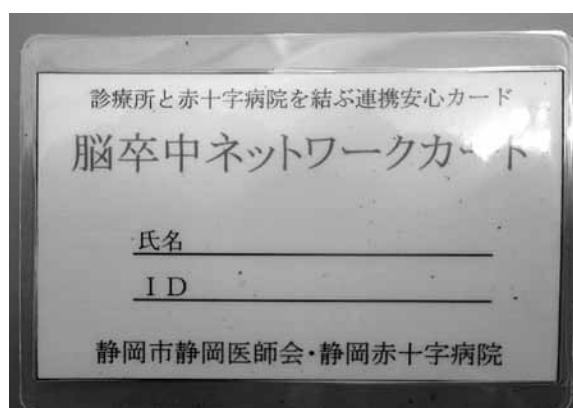 診療所と赤十字病院を結ぶ連携安心カード
脳卒中ネットワークカード
氏名
ID
静岡市静岡医師会・静岡赤十字病院